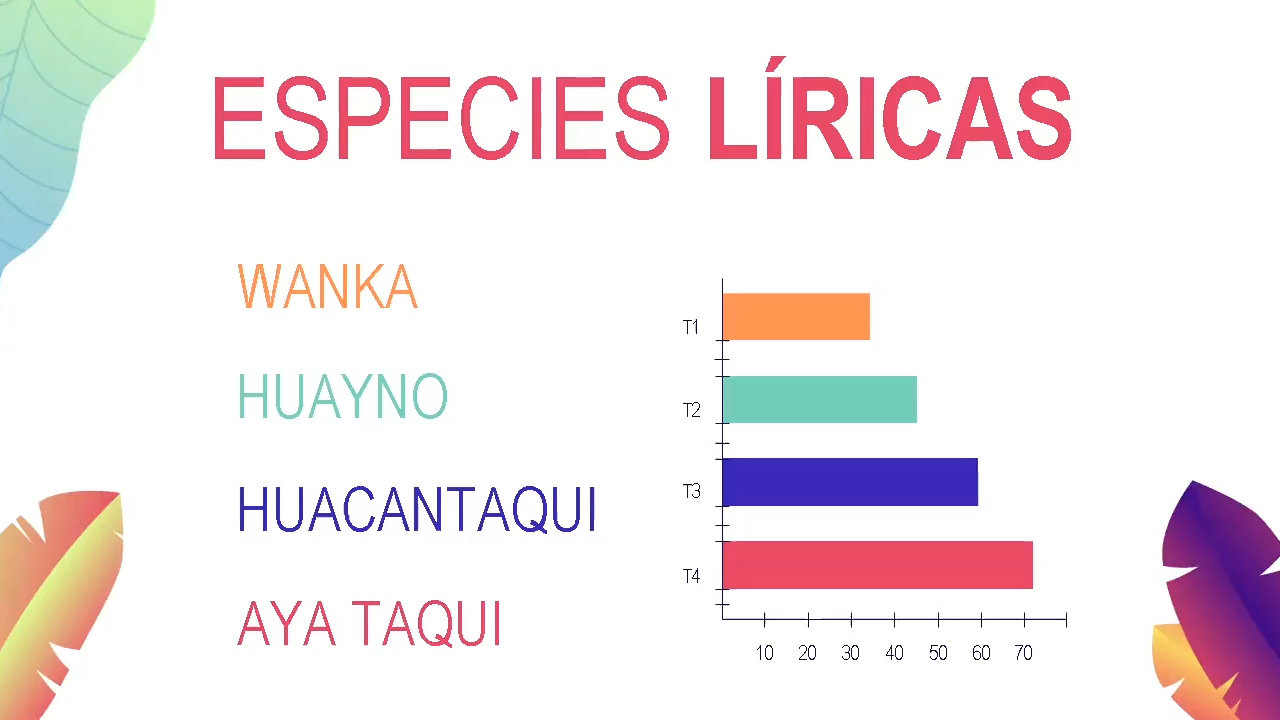 ESPECIES LÍRICAS
WANKA
HUAYNO
HUACANTAQUI
AYA TAQUI
T1
T2
T3
T4
10 20 30 40 50 60 70